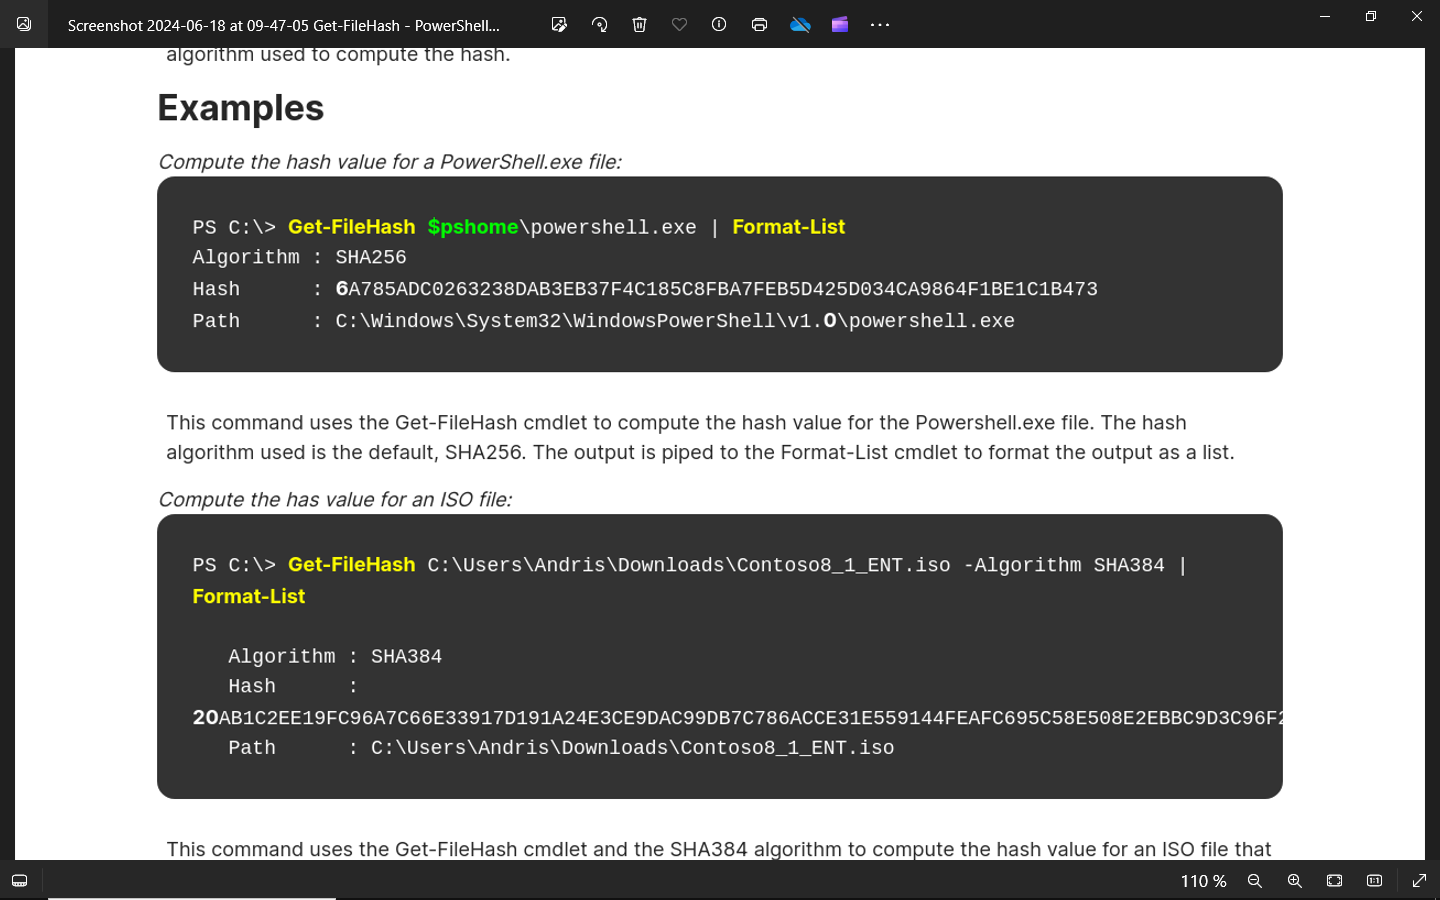 Screenshot 2024-06-18 at 09-47-05 Get-FileHash - PowerShell...
algorithm used to compute the hash.
Examples
Compute the hash value for a PowerShell.exe file:
PS C:\> Get-FileHash $pshome\powershell.exe | Format-List
Algorithm : SHA256
Hash      : 6A785ADC0263238DAB3EB37F4C185C8FBA7FEB5D425D034CA9864F1BE1C1B473
Path      : C:\Windows\System32\WindowsPowerShell\v1.0\powershell.exe
This command uses the Get-FileHash cmdlet to compute the hash value for the Powershell.exe file. The hash
algorithm used is the default, SHA256. The output is piped to the Format-List cmdlet to format the output as a list.
Compute the has value for an ISO file:
PS C:\> Get-FileHash C:\Users\Andris\Downloads\Contoso8_1_ENT.iso -Algorithm SHA384 |
Format-List
Algorithm : SHA384
Hash      :
20AB1C2EE19FC96A7C66E33917D191A24E3CE9DAC99DB7C786ACCE31E559144FEAFC695C58E508E2EBBC9D3C96F2
Path      : C:\Users\Andris\Downloads\Contoso8_1_ENT.iso
This command uses the Get-FileHash cmdlet and the SHA384 algorithm to compute the hash value for an ISO file that
110 %